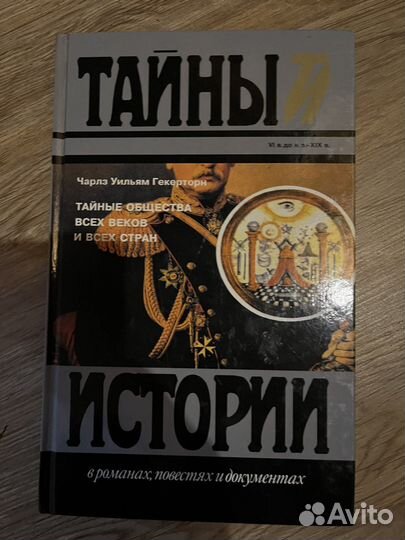 ТАЙНЫ
VI в. до н. э.–XIX в.
Чарлз Уильям Гекерторн
ТАЙНЫЕ ОБЩЕСТВА
ВСЕХ ВЕКОВ
И ВСЕХ СТРАН
ИСТОРИИ
в романах, повестях и документах
Avito